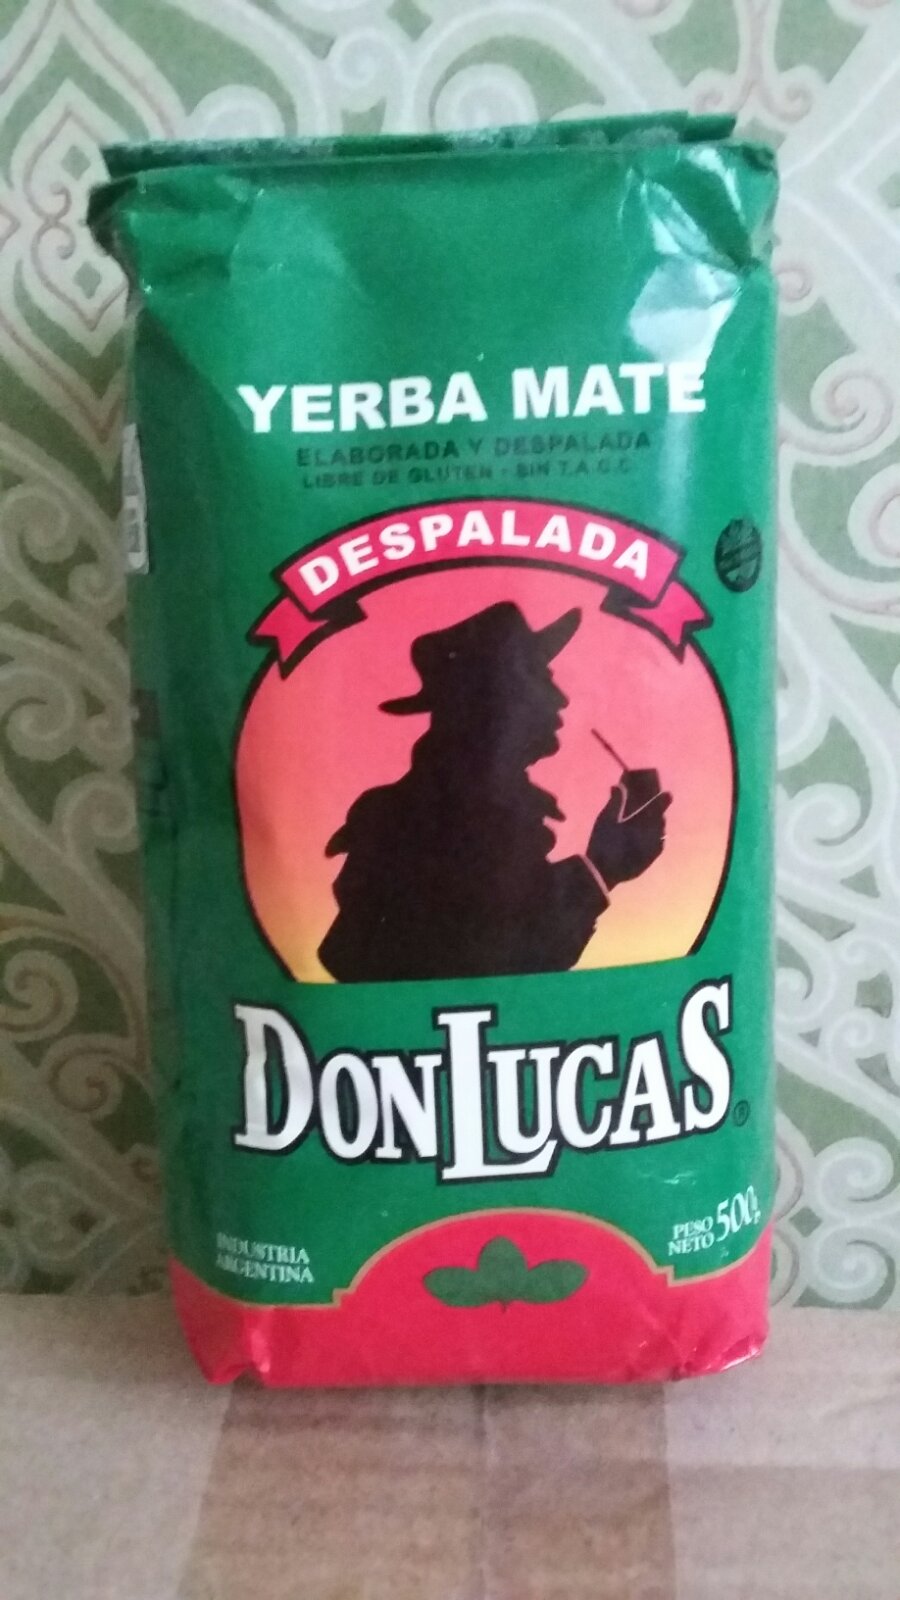 YERBA MATE
ELABORADA Y DESPALADA
LIBRE DE GLUTEN - SIN T.A.C.C.
DESPALADA
DONLUCAS®
INDUSTRIA
ARGENTINA
PESO
NETO 500g